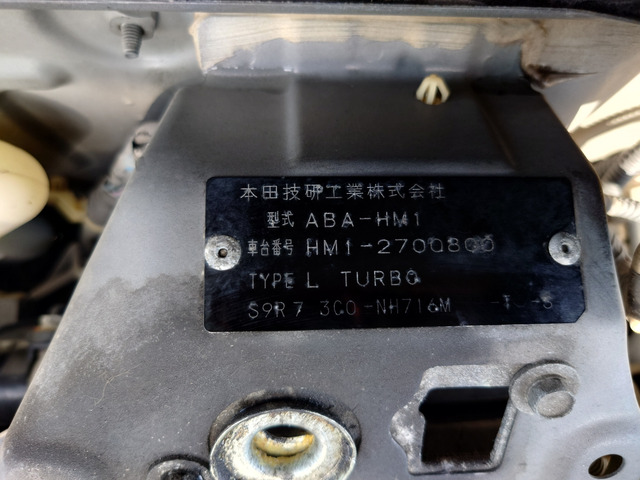 本田技研工業株式会社
型式 ABA-HM1
車台番号 HM1-2700800
TYPE L TURBO
S9R7 3C0-NH716M -T--S